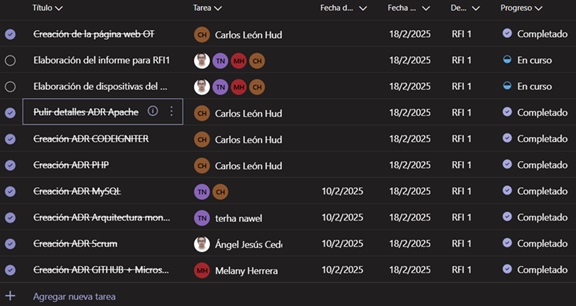 Título Tarea Fecha d... Fecha ... De... Progreso
Creación de la página web OT CH Carlos León Hud 18/2/2025 RFI 1 Completado
Elaboración del informe para RFI1 TN MH CH 18/2/2025 RFI 1 En curso
Elaboración de dispositivas del ... TN MH CH 18/2/2025 RFI 1 En curso
Pulir detalles ADR Apache CH Carlos León Hud 18/2/2025 RFI 1 Completado
Creación ADR CODEIGNITER CH Carlos León Hud 18/2/2025 RFI 1 Completado
Creación ADR PHP CH Carlos León Hud 18/2/2025 RFI 1 Completado
Creación ADR MySQL TN CH 10/2/2025 18/2/2025 RFI 1 Completado
Creación ADR Arquitectura mon... TN terha nawel 10/2/2025 18/2/2025 RFI 1 Completado
Creación ADR Scrum Ángel Jesús Ced 10/2/2025 18/2/2025 RFI 1 Completado
Creación ADR GITHUB + Micros... MH Melany Herrera 10/2/2025 18/2/2025 RFI 1 Completado
Agregar nueva tarea